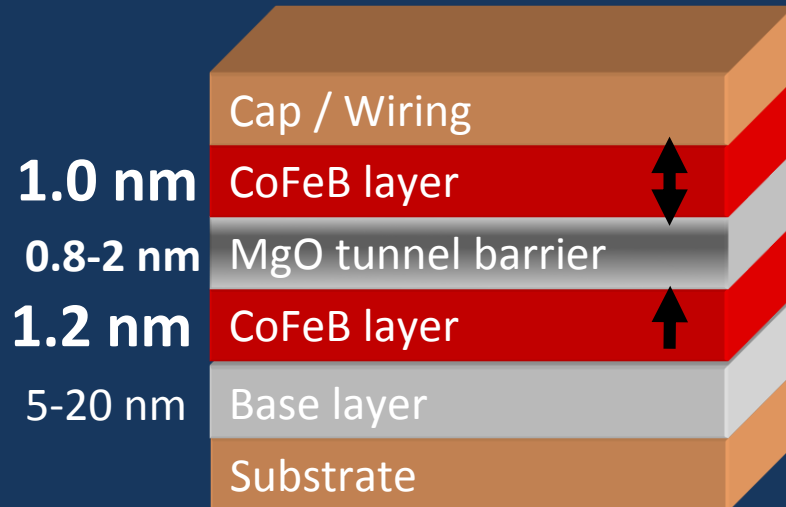 Cap / Wiring
1.0 nm CoFeB layer
0.8-2 nm MgO tunnel barrier
1.2 nm CoFeB layer
5-20 nm Base layer
Substrate